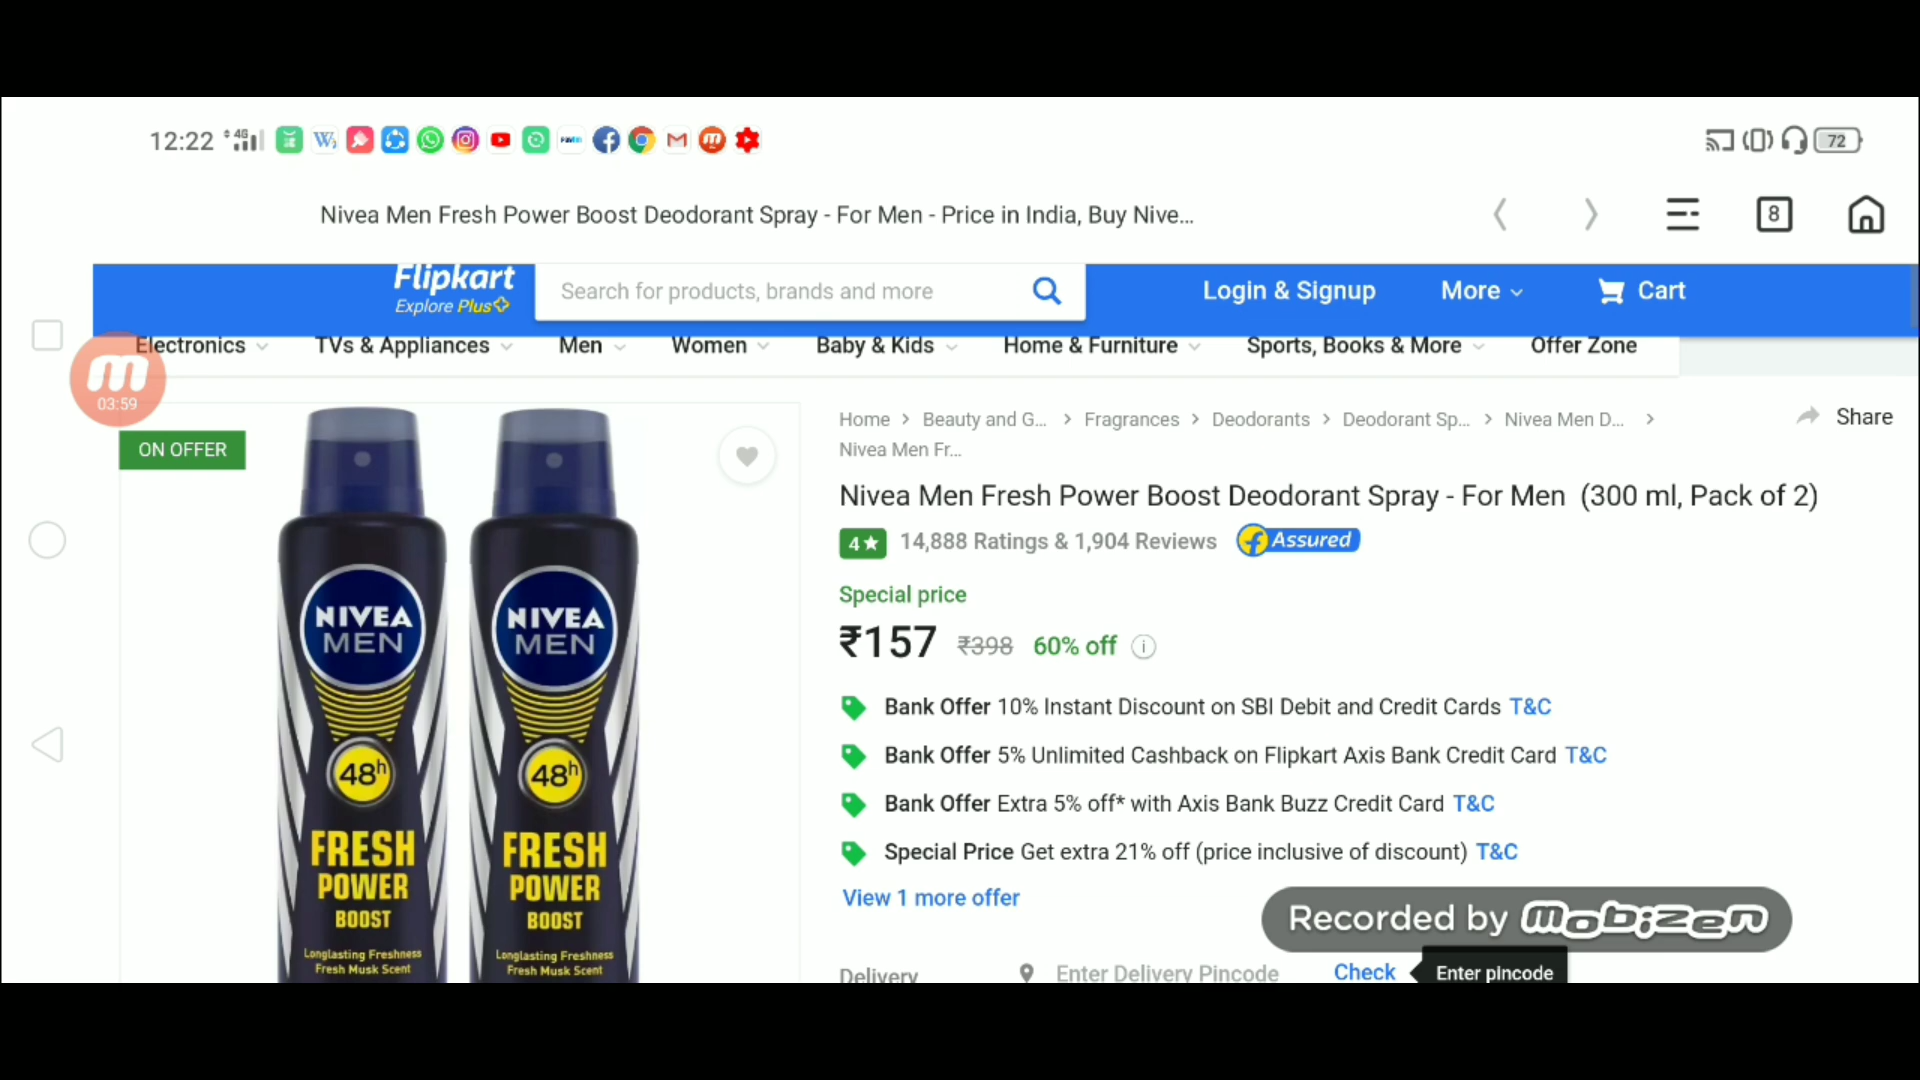 12:22 4G 72
Nivea Men Fresh Power Boost Deodorant Spray - For Men - Price in India, Buy Nive...
8
Flipkart
Explore Plus
Search for products, brands and more
Login & Signup
More
Cart
Electronics
TVs & Appliances
Men
Women
Baby & Kids
Home & Furniture
Sports, Books & More
Offer Zone
m
03:59
ON OFFER
NIVEA
MEN
48h
FRESH
POWER
BOOST
Longlasting Freshness
Fresh Musk Scent
NIVEA
MEN
48h
FRESH
POWER
BOOST
Longlasting Freshness
Fresh Musk Scent
Home > Beauty and G... > Fragrances > Deodorants > Deodorant Sp... > Nivea Men D... >
Nivea Men Fr...
Share
Nivea Men Fresh Power Boost Deodorant Spray - For Men (300 ml, Pack of 2)
4★ 14,888 Ratings & 1,904 Reviews Assured
Special price
₹157 ₹398 60% off
Bank Offer 10% Instant Discount on SBI Debit and Credit Cards T&C
Bank Offer 5% Unlimited Cashback on Flipkart Axis Bank Credit Card T&C
Bank Offer Extra 5% off* with Axis Bank Buzz Credit Card T&C
Special Price Get extra 21% off (price inclusive of discount) T&C
View 1 more offer
Recorded by mobizen
Delivery
Enter Delivery Pincode
Check
Enter pincode